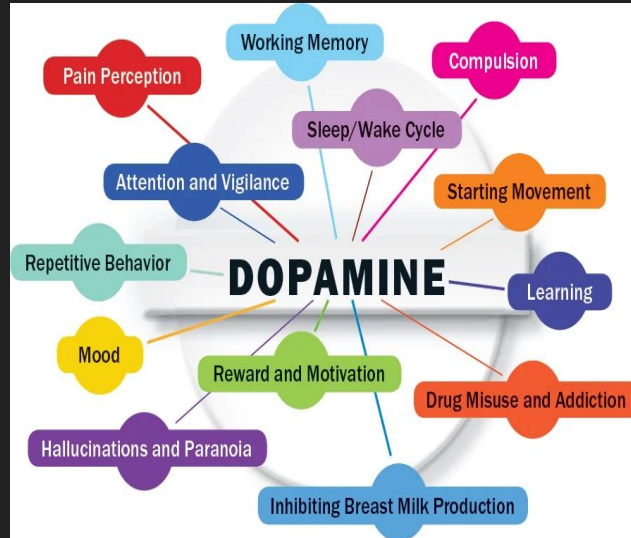 Working Memory
Compulsion
Pain Perception
Sleep/Wake Cycle
Attention and Vigilance
Starting Movement
Repetitive Behavior
DOPAMINE
Learning
Mood
Reward and Motivation
Drug Misuse and Addiction
Hallucinations and Paranoia
Inhibiting Breast Milk Production